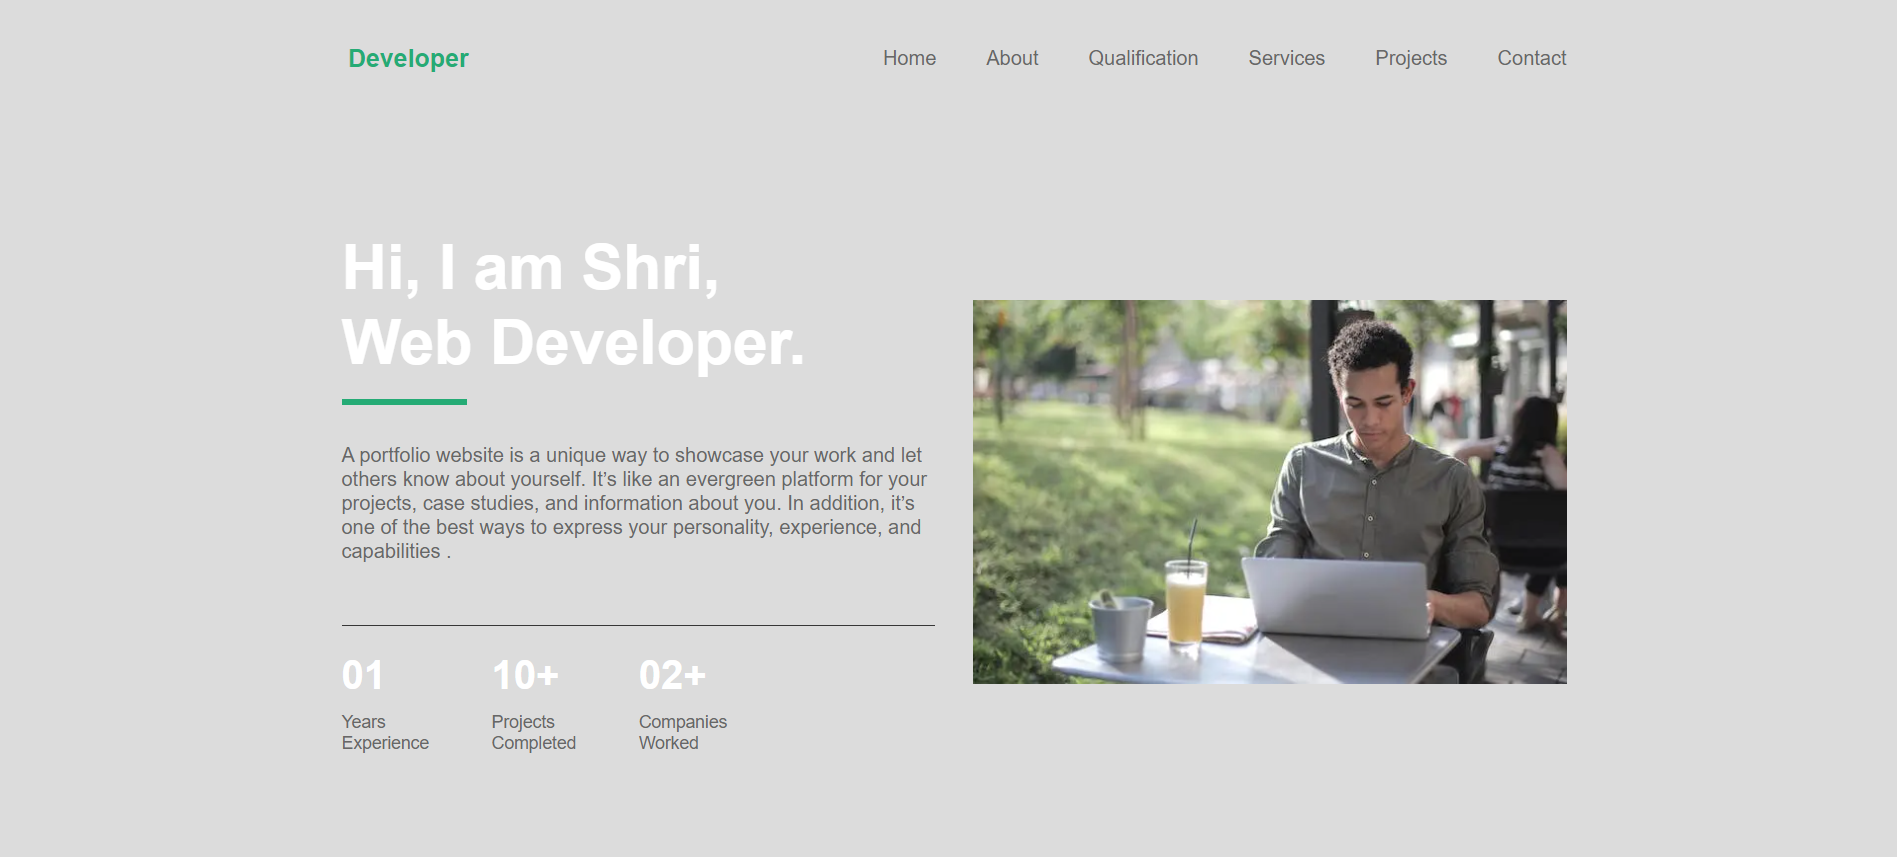 Developer
Home About Qualification Services Projects Contact
Hi, I am Shri,
Web Developer.
A portfolio website is a unique way to showcase your work and let
others know about yourself. It’s like an evergreen platform for your
projects, case studies, and information about you. In addition, it’s
one of the best ways to express your personality, experience, and
capabilities .
01
Years
Experience
10+
Projects
Completed
02+
Companies
Worked